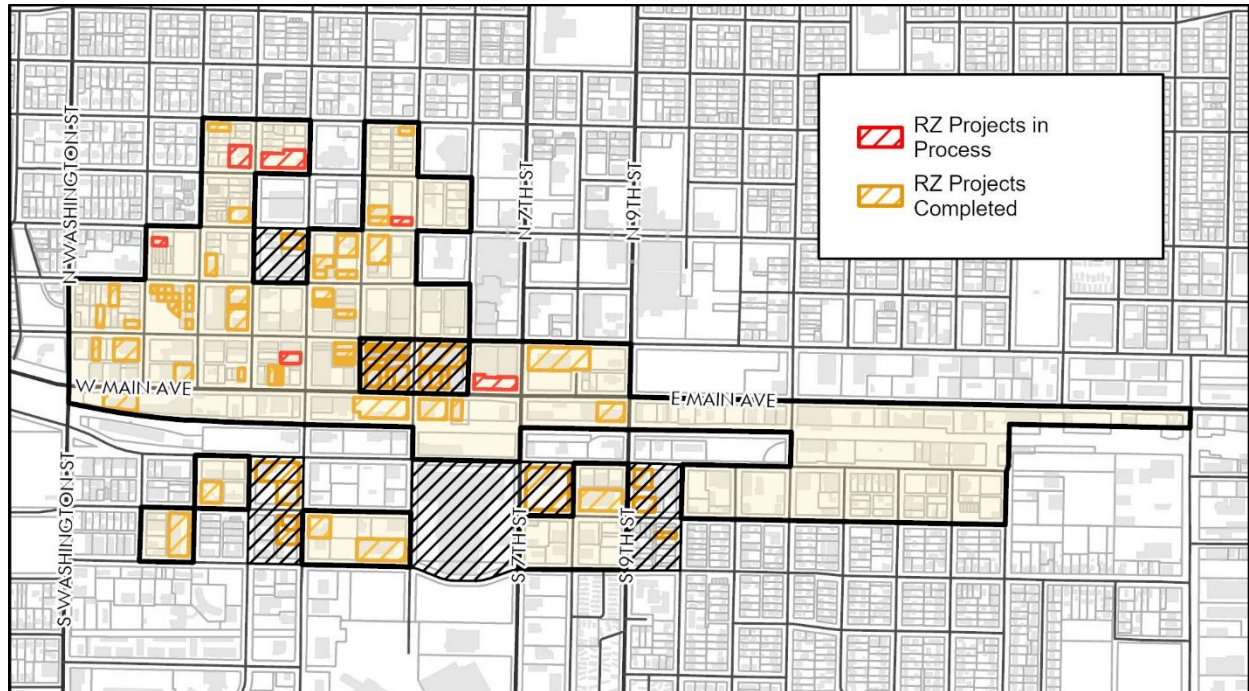 RZ Projects in
Process
RZ Projects
Completed
N WASHINGTON ST
N 7TH ST
N 9TH ST
W MAIN AVE
E MAIN AVE
S WASHINGTON ST
S 7TH ST
S 9TH ST